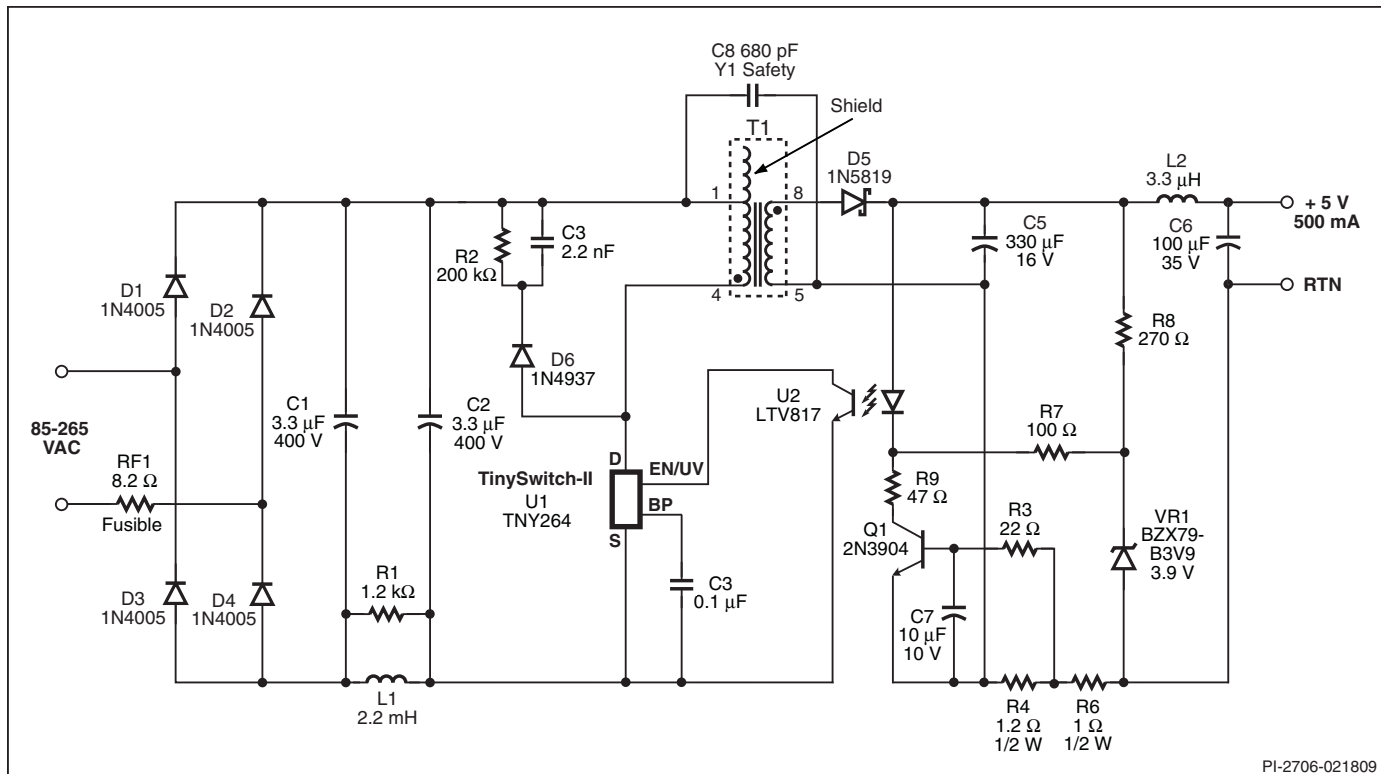 C8 680 pF
Y1 Safety
Shield
T1
D5
1N5819
L2
3.3 µH
1
8
+ 5 V
500 mA
C3
2.2 nF
R2
200 kΩ
C5
330 µF
16 V
C6
100 µF
35 V
D1
1N4005
D2
1N4005
4
5
RTN
R8
270 Ω
D6
1N4937
C1
3.3 µF
400 V
C2
3.3 µF
400 V
U2
LTV817
85-265
VAC
R7
100 Ω
RF1
8.2 Ω
Fusible
D
EN/UV
TinySwitch-II
U1
TNY264
BP
S
R9
47 Ω
Q1
2N3904
R3
22 Ω
VR1
BZX79-
B3V9
3.9 V
D3
1N4005
D4
1N4005
R1
1.2 kΩ
C3
0.1 µF
C7
10 µF
10 V
L1
2.2 mH
R4
1.2 Ω
1/2 W
R6
1 Ω
1/2 W
PI-2706-021809